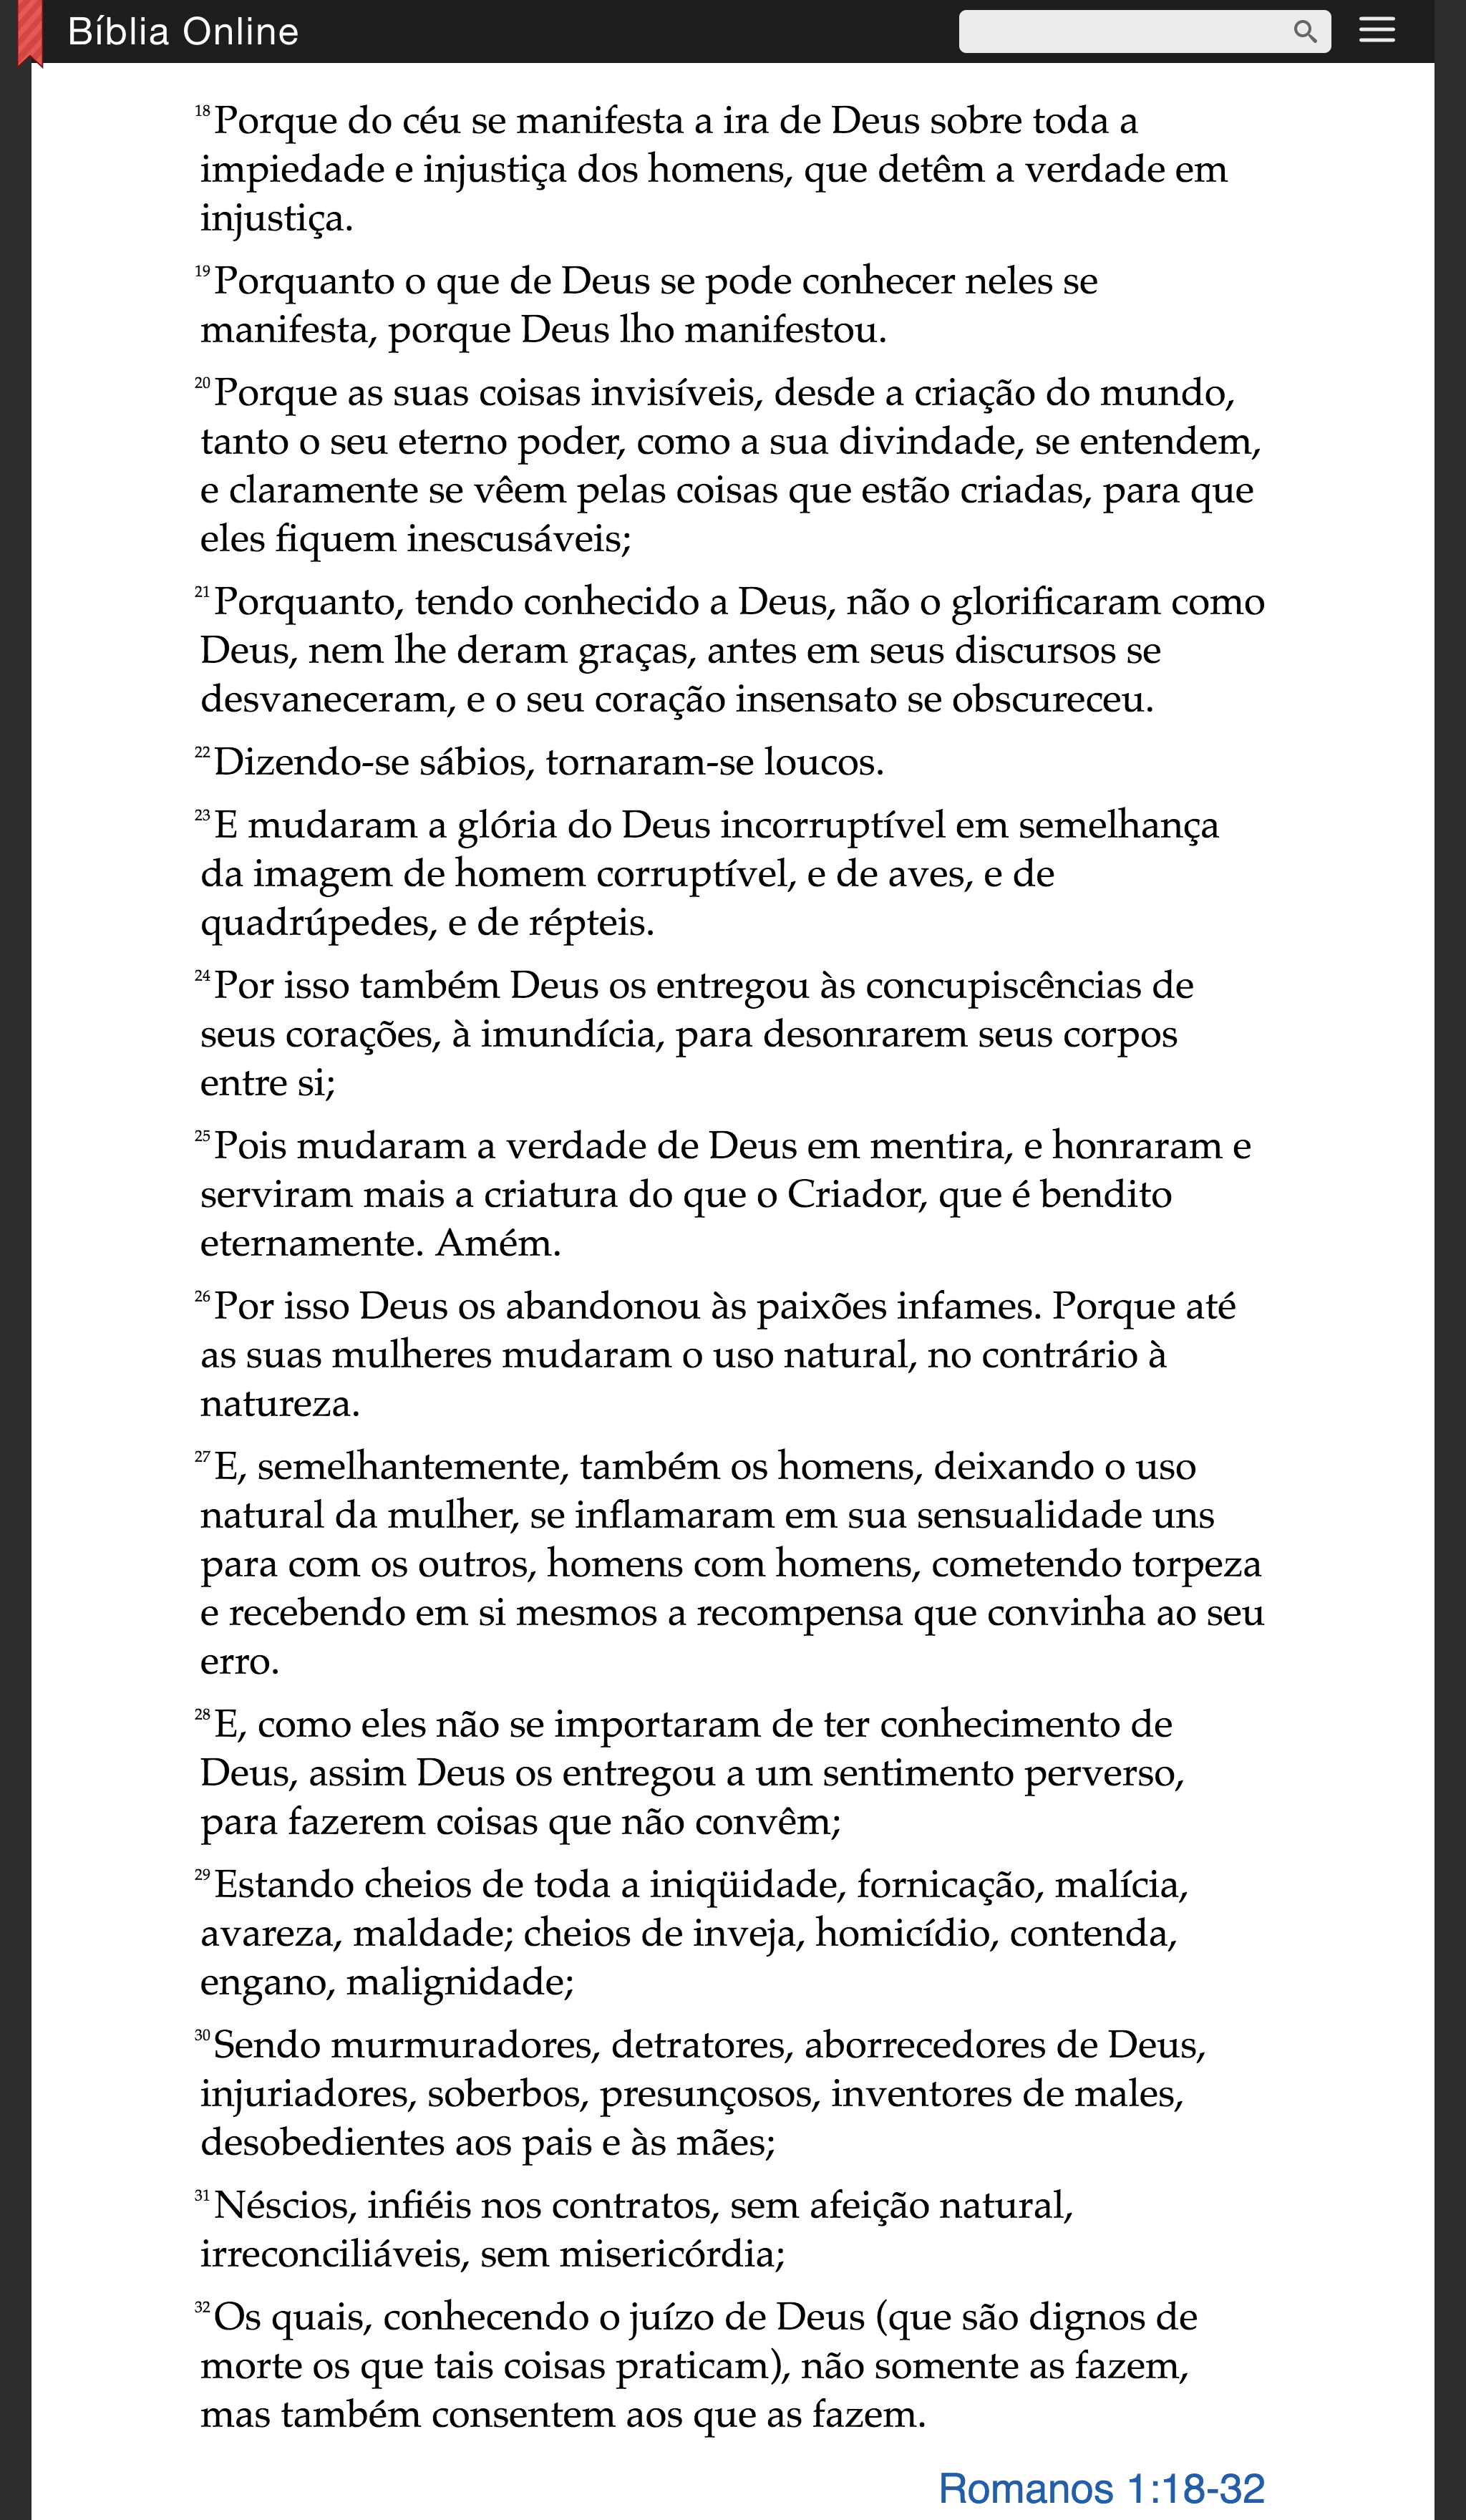 Bíblia Online
18 Porque do céu se manifesta a ira de Deus sobre toda a
impiedade e injustiça dos homens, que detêm a verdade em
injustiça.
19 Porquanto o que de Deus se pode conhecer neles se
manifesta, porque Deus lho manifestou.
20 Porque as suas coisas invisíveis, desde a criação do mundo,
tanto o seu eterno poder, como a sua divindade, se entendem,
e claramente se vêem pelas coisas que estão criadas, para que
eles fiquem inescusáveis;
21 Porquanto, tendo conhecido a Deus, não o glorificaram como
Deus, nem lhe deram graças, antes em seus discursos se
desvaneceram, e o seu coração insensato se obscureceu.
22 Dizendo-se sábios, tornaram-se loucos.
23 E mudaram a glória do Deus incorruptível em semelhança
da imagem de homem corruptível, e de aves, e de
quadrúpedes, e de répteis.
24 Por isso também Deus os entregou às concupiscências de
seus corações, à imundícia, para desonrarem seus corpos
entre si;
25 Pois mudaram a verdade de Deus em mentira, e honraram e
serviram mais a criatura do que o Criador, que é bendito
eternamente. Amém.
26 Por isso Deus os abandonou às paixões infames. Porque até
as suas mulheres mudaram o uso natural, no contrário à
natureza.
27 E, semelhantemente, também os homens, deixando o uso
natural da mulher, se inflamaram em sua sensualidade uns
para com os outros, homens com homens, cometendo torpeza
e recebendo em si mesmos a recompensa que convinha ao seu
erro.
28 E, como eles não se importaram de ter conhecimento de
Deus, assim Deus os entregou a um sentimento perverso,
para fazerem coisas que não convêm;
29 Estando cheios de toda a iniqüidade, fornicação, malícia,
avareza, maldade; cheios de inveja, homicídio, contenda,
engano, malignidade;
30 Sendo murmuradores, detratores, aborrecedores de Deus,
injuriadores, soberbos, presunçosos, inventores de males,
desobedientes aos pais e às mães;
31 Néscios, infiéis nos contratos, sem afeição natural,
irreconciliáveis, sem misericórdia;
32 Os quais, conhecendo o juízo de Deus (que são dignos de
morte os que tais coisas praticam), não somente as fazem,
mas também consentem aos que as fazem.
Romanos 1:18-32